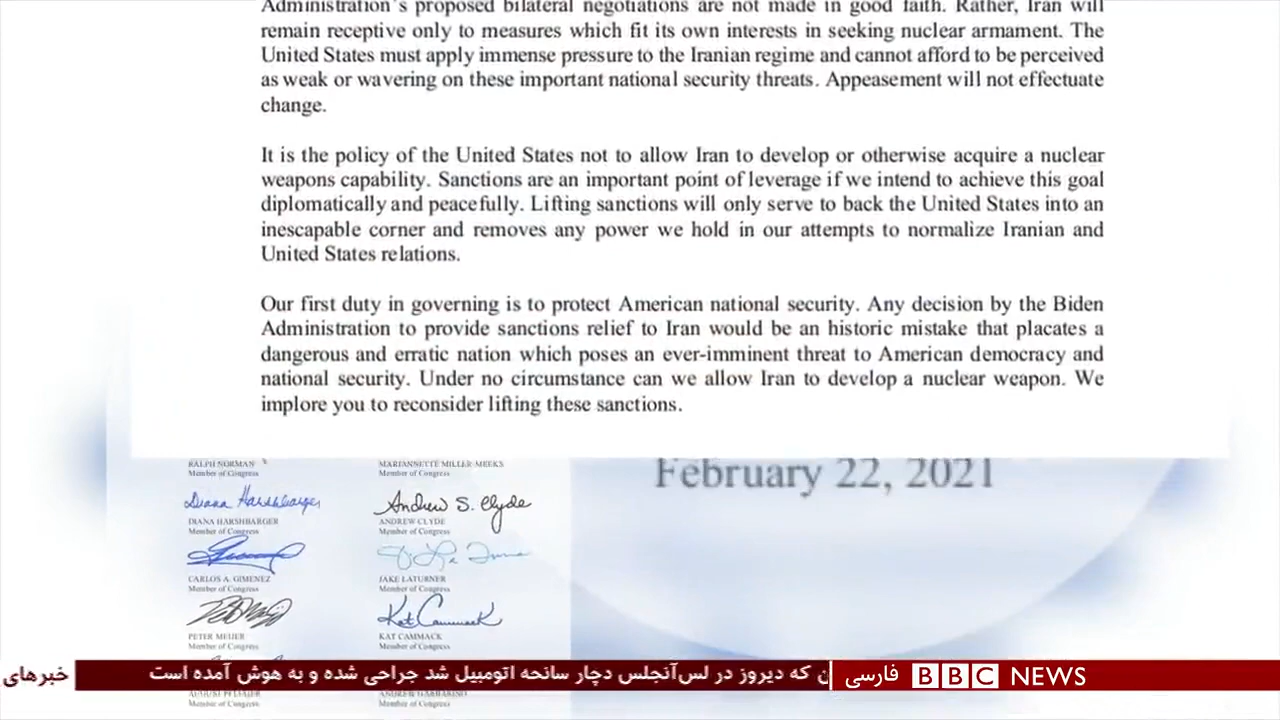 Administration's proposed bilateral negotiations are not made in good faith. Rather, Iran will
remain receptive only to measures which fit its own interests in seeking nuclear armament. The
United States must apply immense pressure to the Iranian regime and cannot afford to be perceived
as weak or wavering on these important national security threats. Appeasement will not effectuate
change.
It is the policy of the United States not to allow Iran to develop or otherwise acquire a nuclear
weapons capability. Sanctions are an important point of leverage if we intend to achieve this goal
diplomatically and peacefully. Lifting sanctions will only serve to back the United States into an
inescapable corner and removes any power we hold in our attempts to normalize Iranian and
United States relations.
Our first duty in governing is to protect American national security. Any decision by the Biden
Administration to provide sanctions relief to Iran would be an historic mistake that placates a
dangerous and erratic nation which poses an ever-imminent threat to American democracy and
national security. Under no circumstance can we allow Iran to develop a nuclear weapon. We
implore you to reconsider lifting these sanctions.
RALPH NORMAN
Member of Congress
MARIANNETTE MILLER-MEEKS
Member of Congress
February 22, 2021
Diana Harshbarger
DIANA HARSHBARGER
Member of Congress
Andrew S. Clyde
ANDREW CLYDE
Member of Congress
CARLOS A. GIMENEZ
Member of Congress
JAKE LATURNER
Member of Congress
PETER MEIJER
Member of Congress
Kat Cammack
KAT CAMMACK
Member of Congress
Member of Congress
Member of Congress
ن که دیروز در لس‌آنجلس دچار سانحه اتومبیل شد جراحی شده و به هوش آمده است
خبرهای
BBC NEWS فارسی